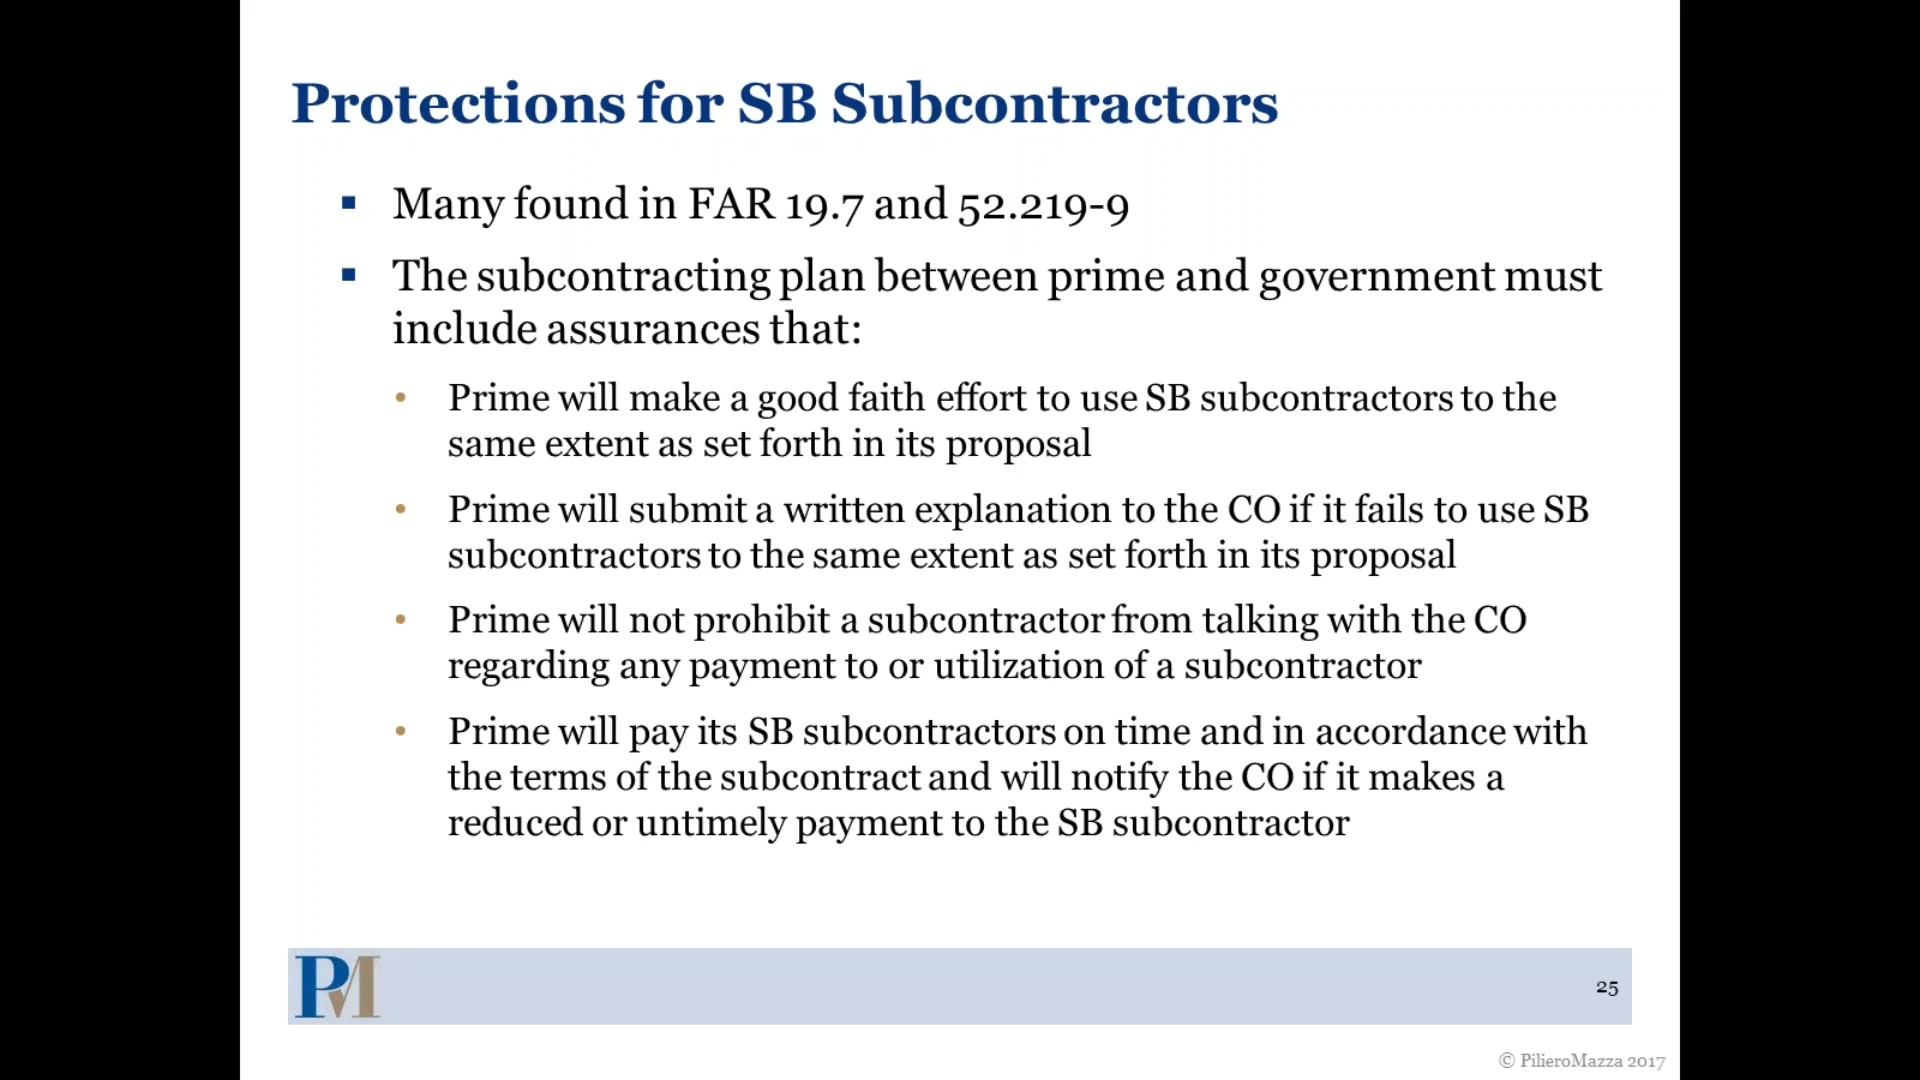 Protections for SB Subcontractors
▪ Many found in FAR 19.7 and 52.219-9
▪ The subcontracting plan between prime and government must
include assurances that:
• Prime will make a good faith effort to use SB subcontractors to the
same extent as set forth in its proposal
• Prime will submit a written explanation to the CO if it fails to use SB
subcontractors to the same extent as set forth in its proposal
• Prime will not prohibit a subcontractor from talking with the CO
regarding any payment to or utilization of a subcontractor
• Prime will pay its SB subcontractors on time and in accordance with
the terms of the subcontract and will notify the CO if it makes a
reduced or untimely payment to the SB subcontractor
PM
25
© PilieroMazza 2017